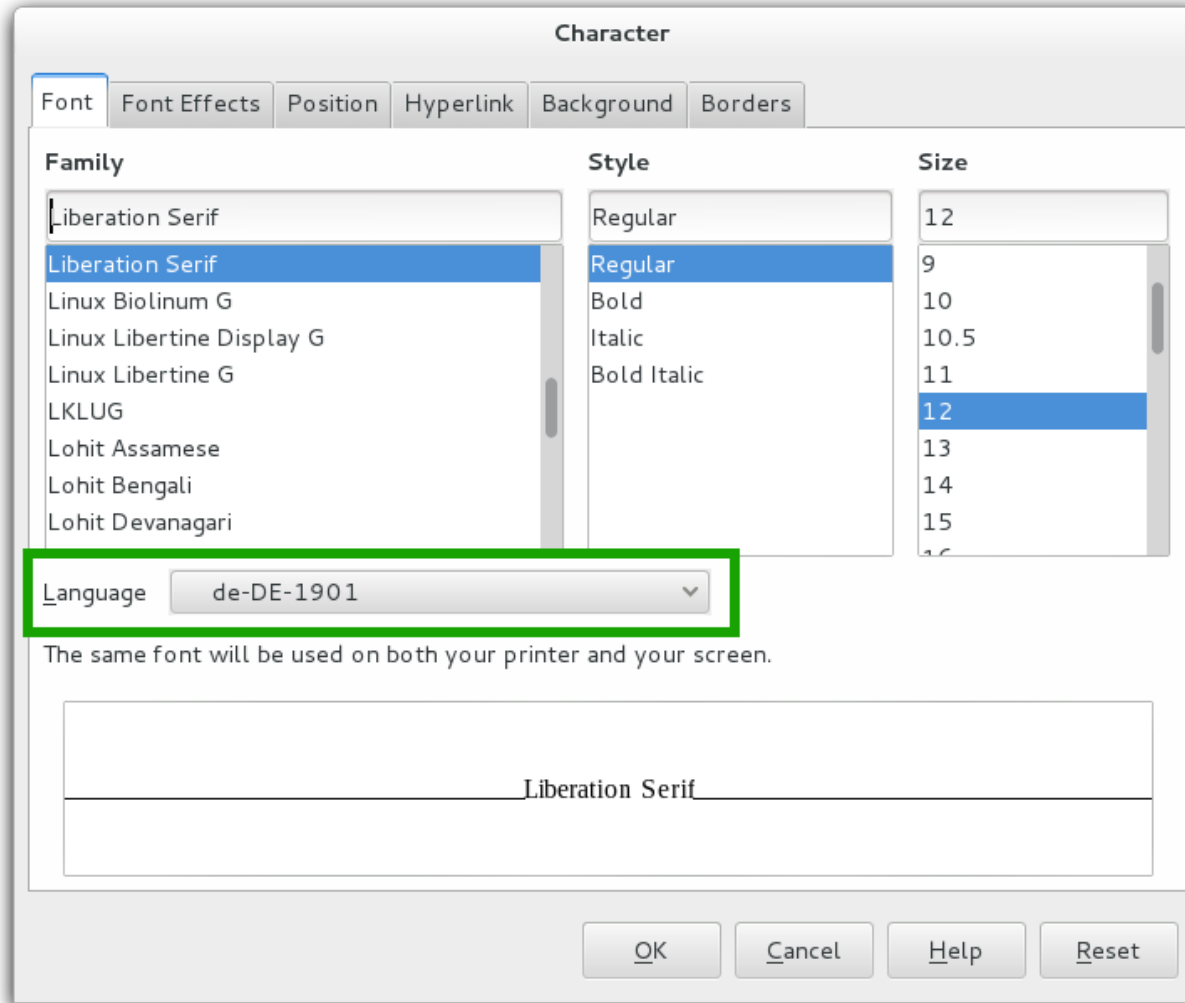 Character
Font Font Effects Position Hyperlink Background Borders
Family Style Size
Liberation Serif Regular 12
Liberation Serif Regular 9
Linux Biolinum G Bold 10
Linux Libertine Display G Italic 10.5
Linux Libertine G Bold Italic 11
LKLUG 12
Lohit Assamese 13
Lohit Bengali 14
Lohit Devanagari 15
Language de-DE-1901
The same font will be used on both your printer and your screen.
Liberation Serif
OK Cancel Help Reset